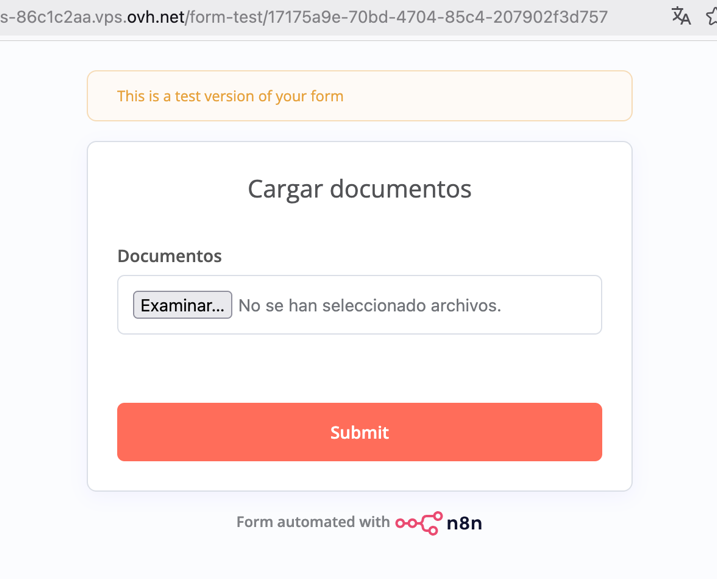 s-86c1c2aa.vps.ovh.net/form-test/17175a9e-70bd-4704-85c4-207902f3d757
This is a test version of your form
Cargar documentos
Documentos
Examinar... No se han seleccionado archivos.
Submit
Form automated with n8n